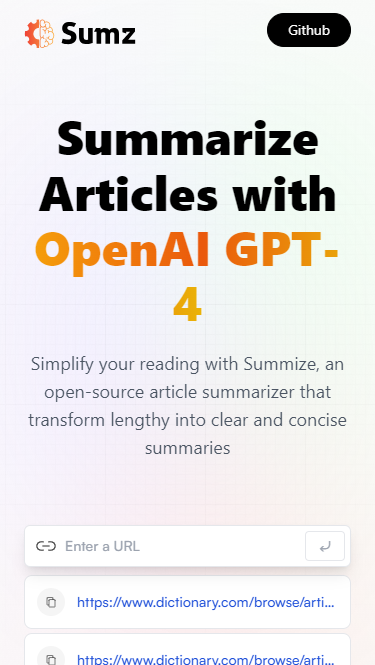 Sumz
Github
Summarize
Articles with
OpenAI GPT-
4
Simplify your reading with Summize, an
open-source article summarizer that
transform lengthy into clear and concise
summaries
Enter a URL
https://www.dictionary.com/browse/arti...
https://www.dictionary.com/browse/arti...